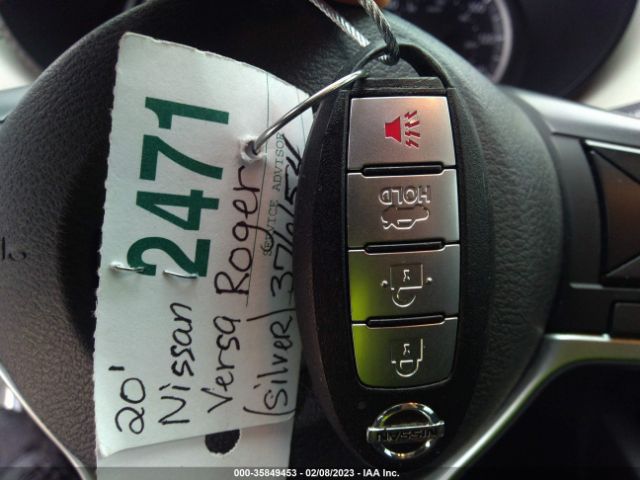 2471
SERVICE ADVISOR
20' Nissan
Versa Roger
(silver)
HOLD
NISSAN
000-35849453 - 02/08/2023 - IAA Inc.